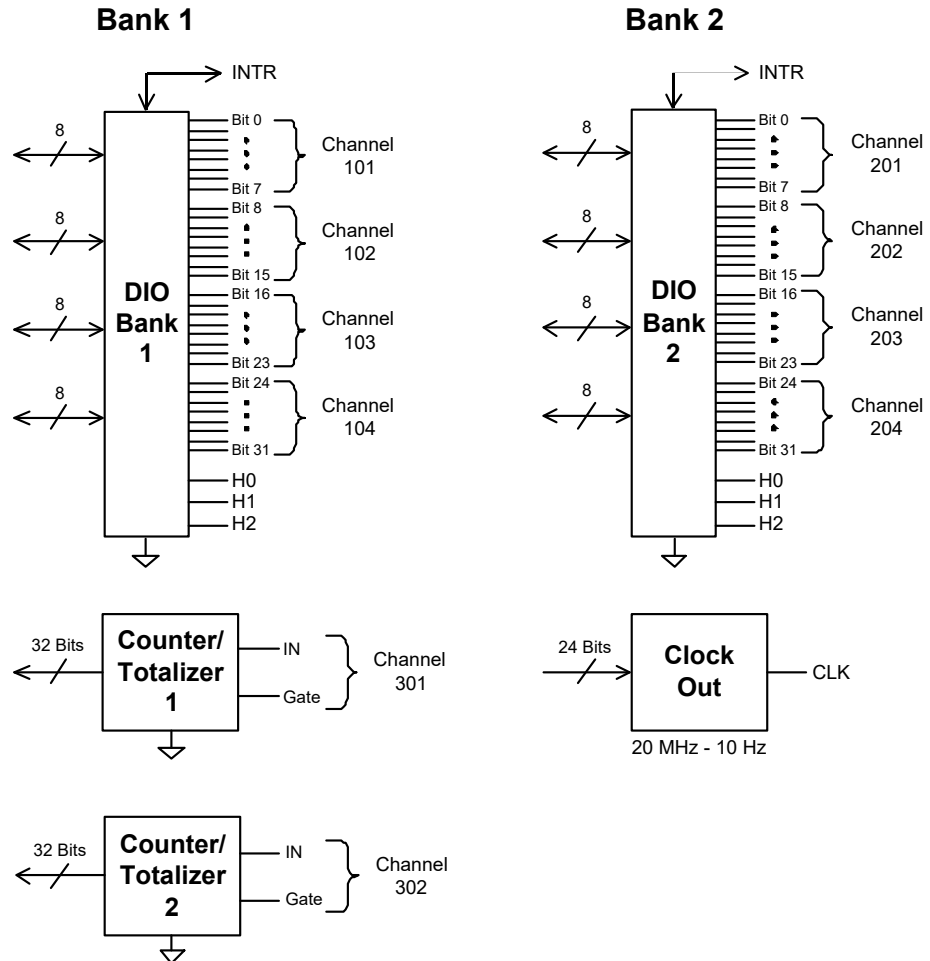 Bank 1
INTR
8
8
8
8
DIO
Bank
1
Bit 0
Bit 7
Channel
101
Bit 8
Bit 15
Channel
102
Bit 16
Bit 23
Channel
103
Bit 24
Bit 31
Channel
104
H0
H1
H2
Bank 2
INTR
8
8
8
8
DIO
Bank
2
Bit 0
Bit 7
Channel
201
Bit 8
Bit 15
Channel
202
Bit 16
Bit 23
Channel
203
Bit 24
Bit 31
Channel
204
H0
H1
H2
32 Bits
Counter/
Totalizer
1
IN
Gate
Channel
301
24 Bits
Clock
Out
CLK
20 MHz - 10 Hz
32 Bits
Counter/
Totalizer
2
IN
Gate
Channel
302